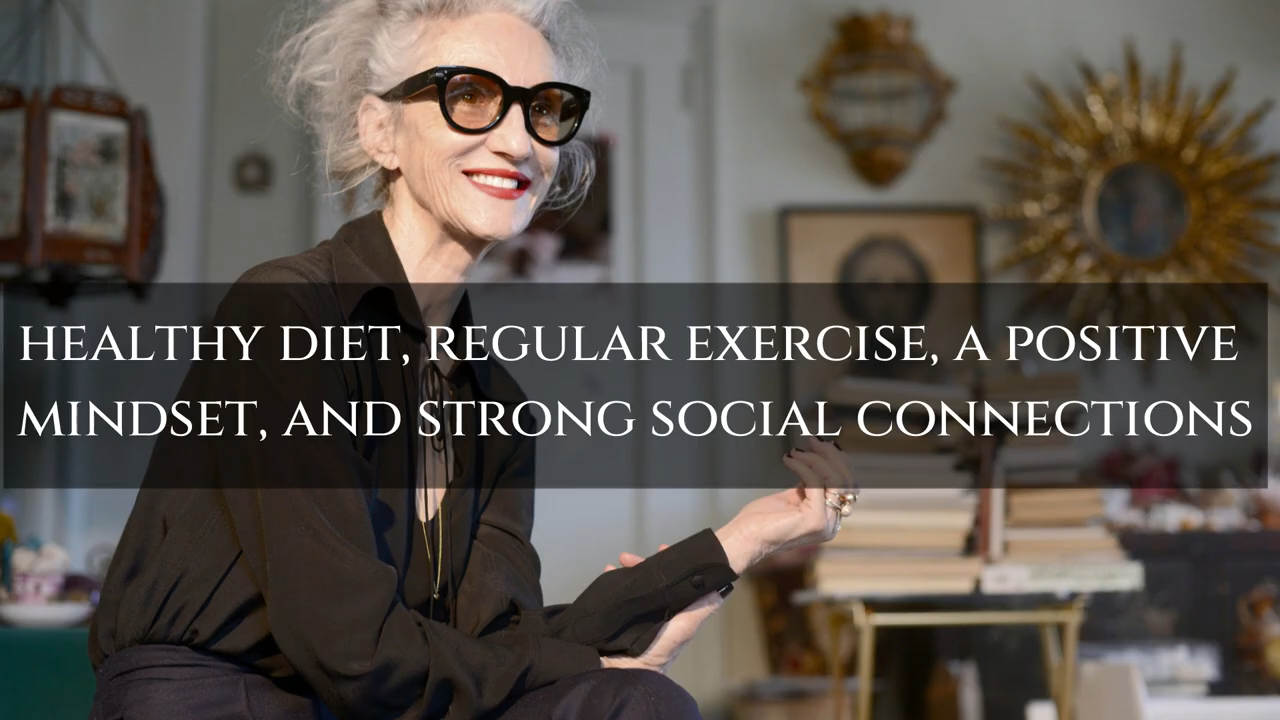 HEALTHY DIET, REGULAR EXERCISE, A POSITIVE
MINDSET, AND STRONG SOCIAL CONNECTIONS